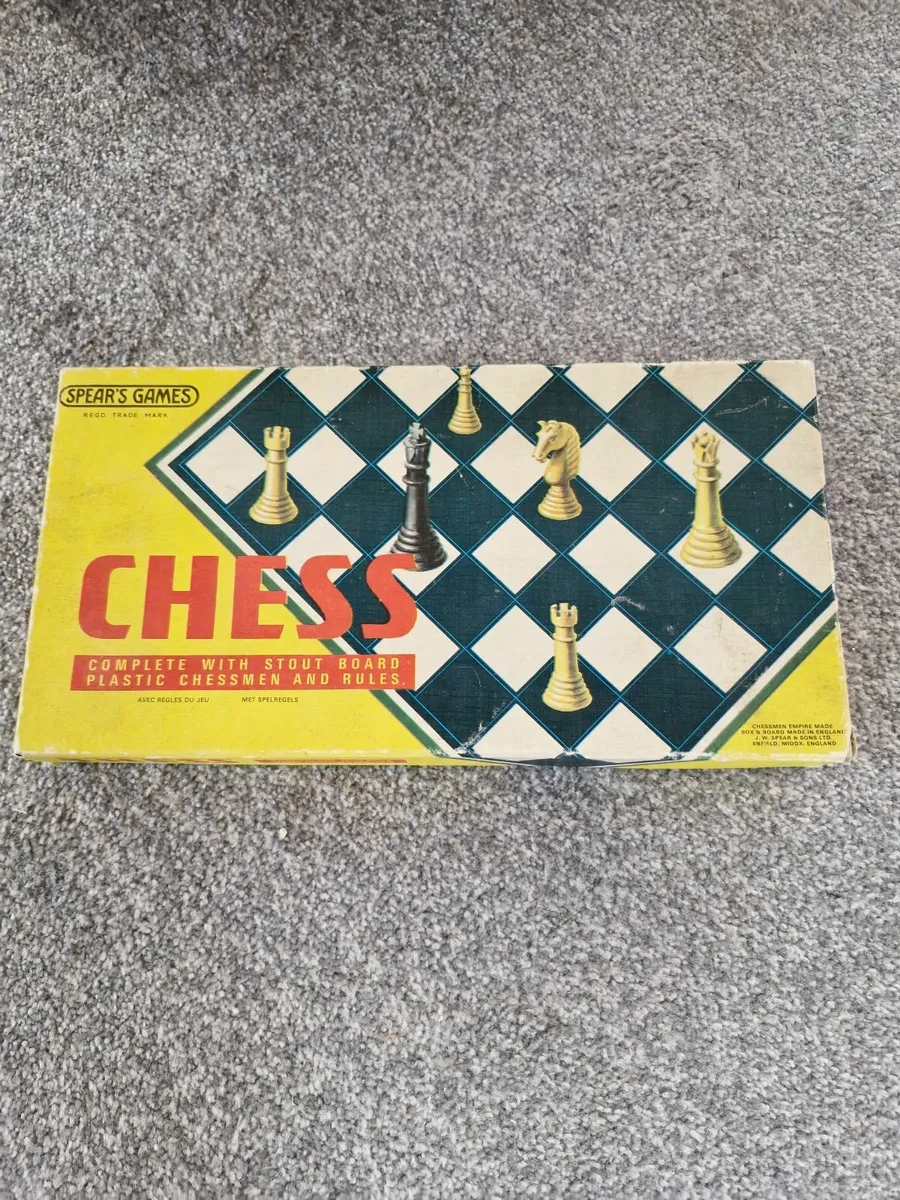 SPEAR'S GAMES
REGD. TRADE MARK
CHESS
COMPLETE WITH STOUT BOARD
PLASTIC CHESSMEN AND RULES.
AVEC REGLES DU JEU MET SPELREGELS
CHESSMEN EMPIRE MADE
BOX & BOARD MADE IN ENGLAND
J. W. SPEAR & SONS LTD.
ENFIELD, MIDDX. ENGLAND